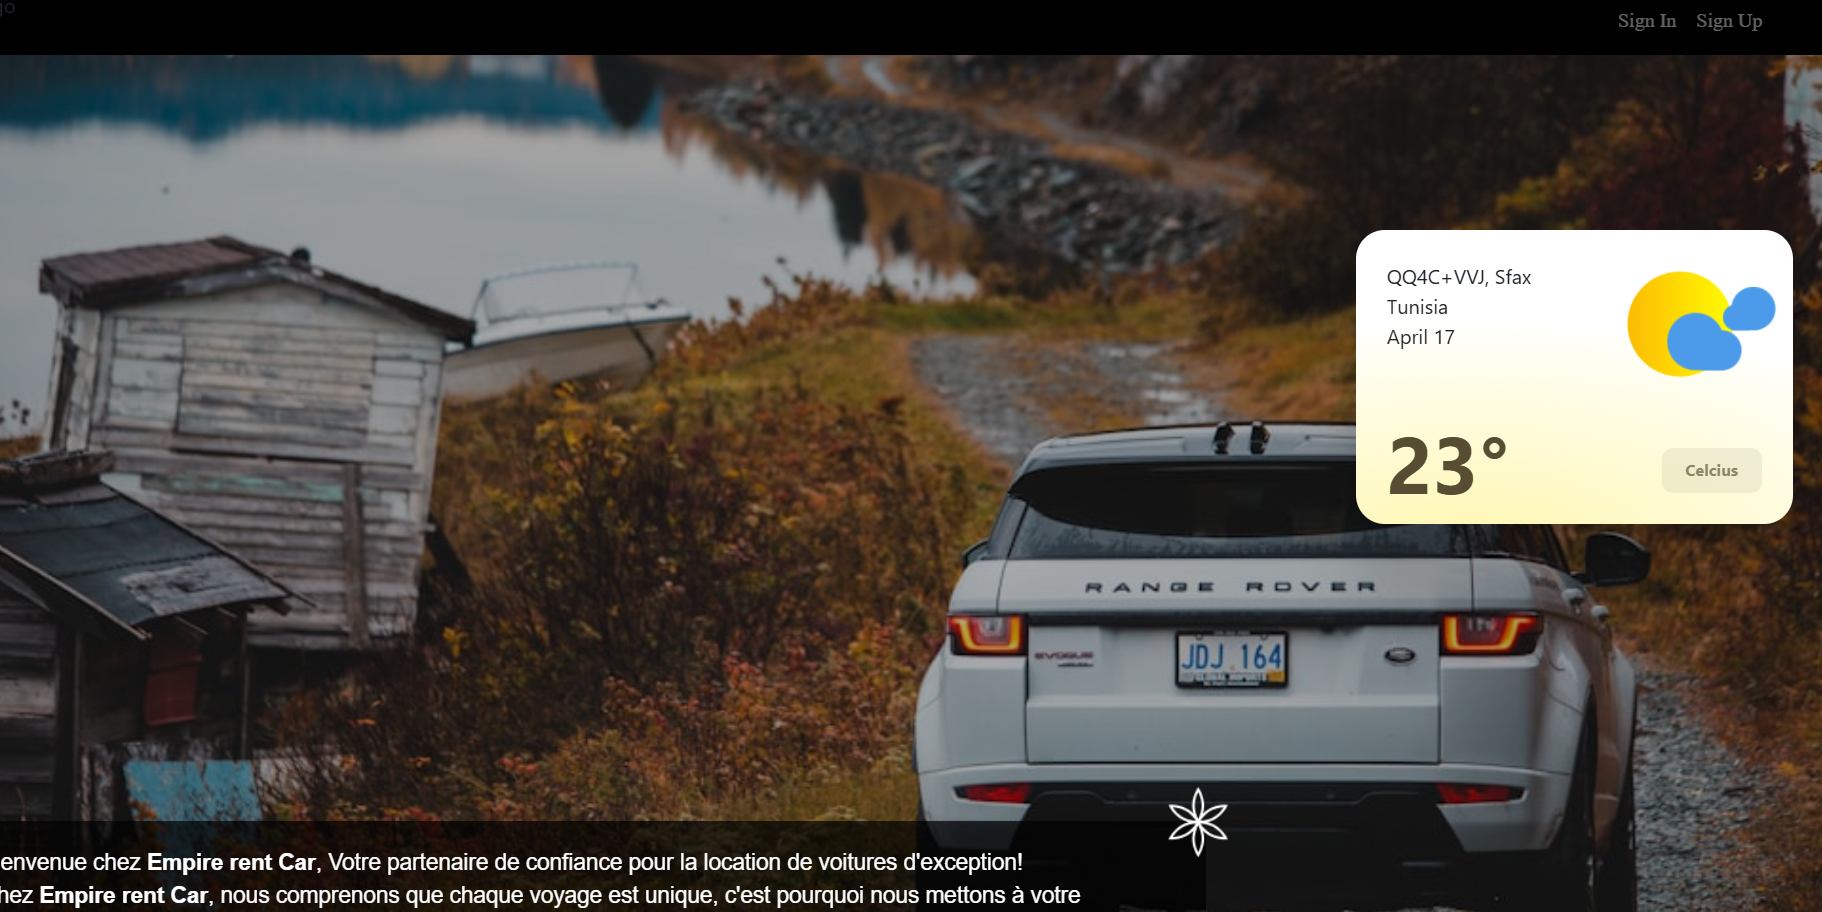 go
Sign In Sign Up
QQ4C+VVJ, Sfax
Tunisia
April 17
23°
Celcius
RANGE ROVER
EVOQUE
JDJ 164
GLOBAL IMPORTS
envenue chez Empire rent Car, Votre partenaire de confiance pour la location de voitures d'exception!
hez Empire rent Car, nous comprenons que chaque voyage est unique, c'est pourquoi nous mettons à votre